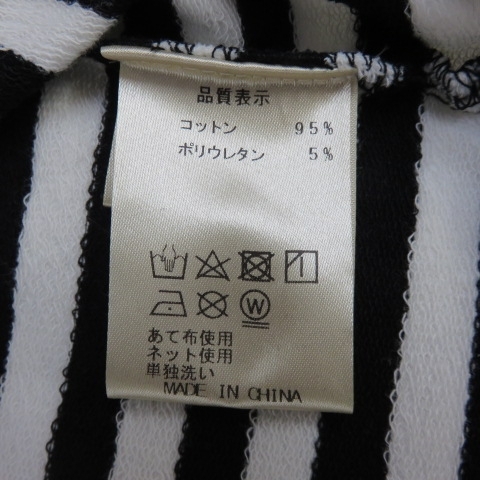 品質表示
コットン 95%
ポリウレタン 5%
W
あて布使用
ネット使用
単独洗い
MADE IN CHINA